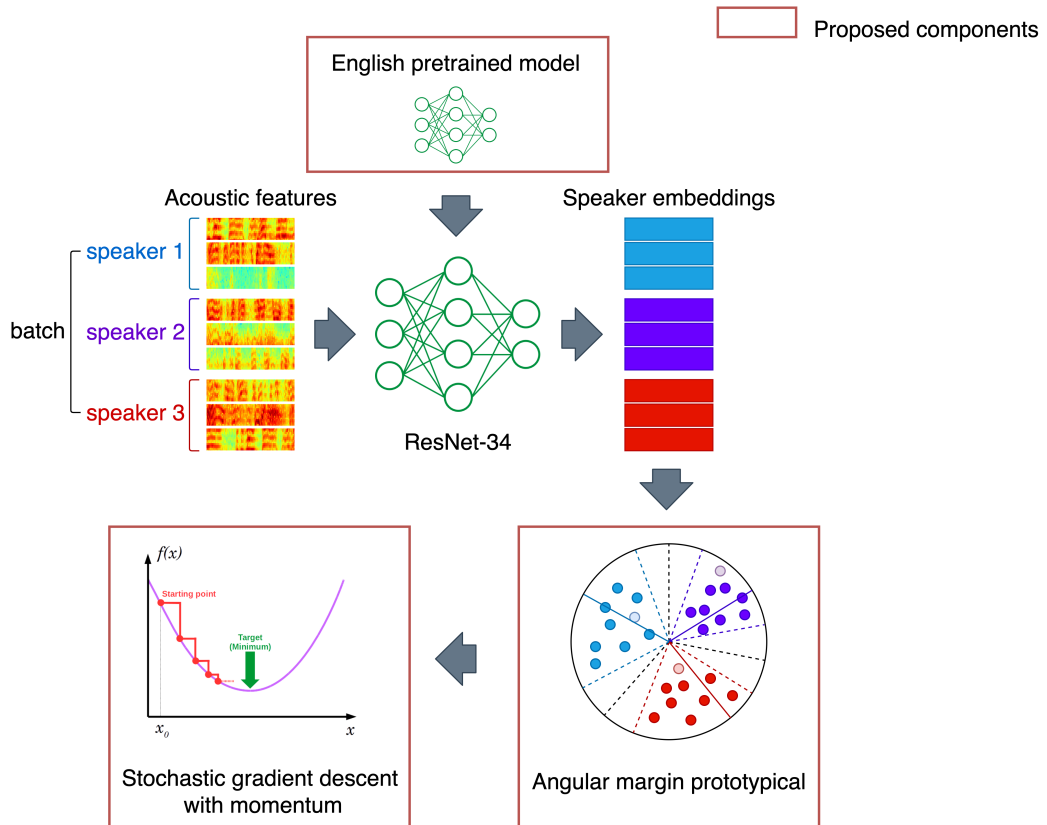 Proposed components
English pretrained model
Acoustic features
Speaker embeddings
batch
speaker 1
speaker 2
speaker 3
ResNet-34
f(x)
Starting point
Target
(Minimum)
x0
x
Stochastic gradient descent
with momentum
Angular margin prototypical